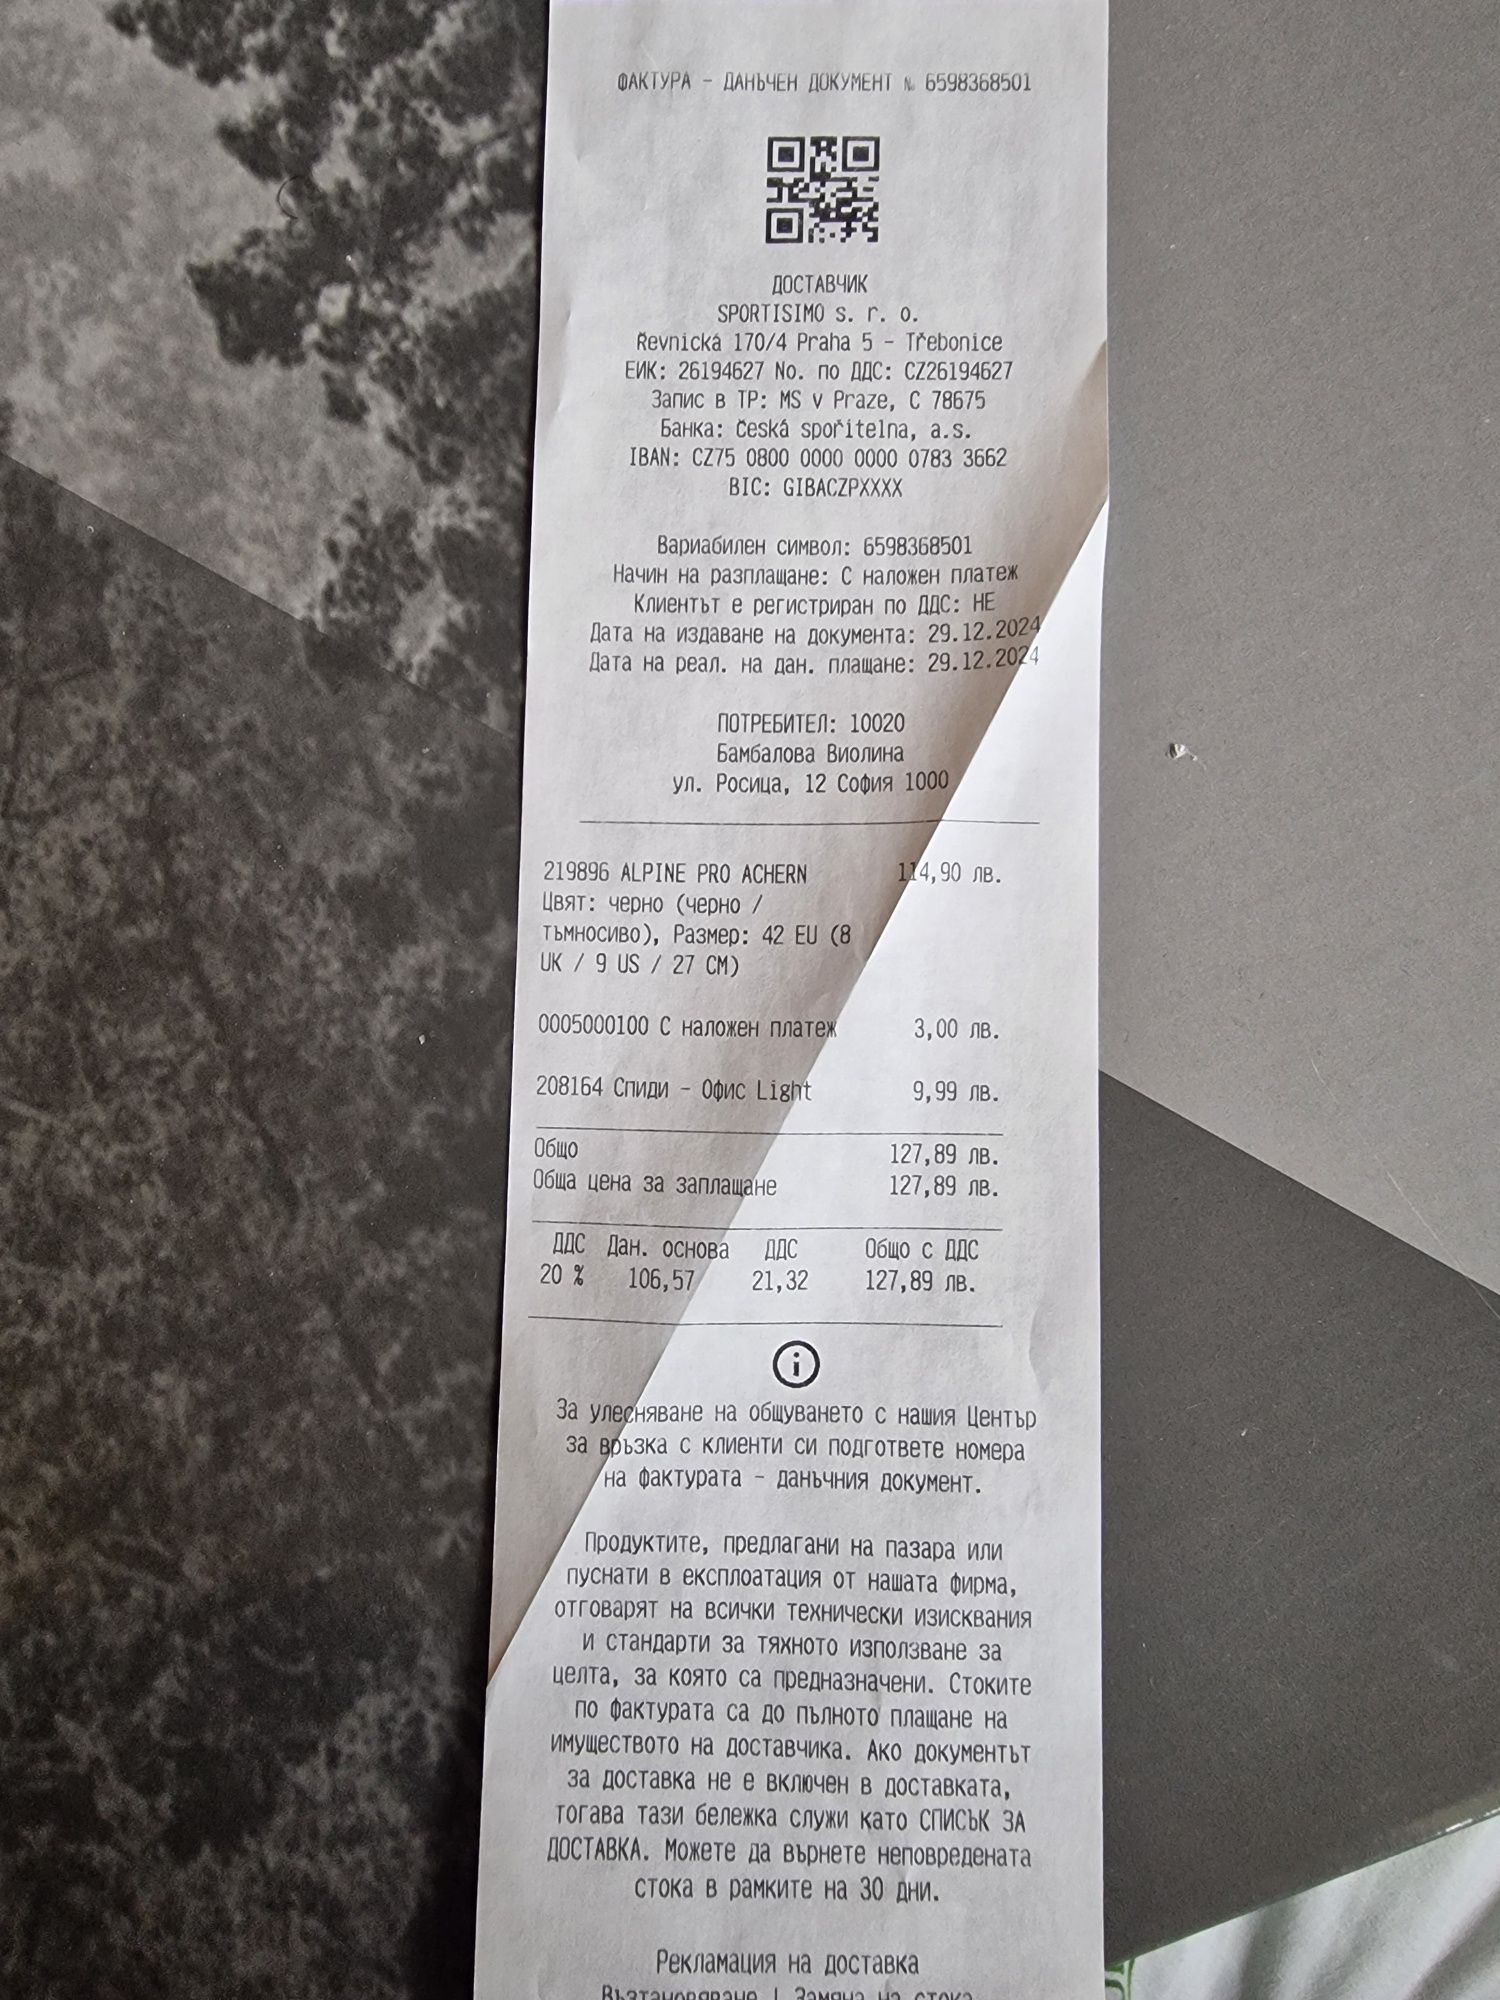 ФАКТУРА - ДАНЪЧЕН ДОКУМЕНТ № 6598368501
ДОСТАВЧИК
SPORTISIMO s. r. o.
Řevnická 170/4 Praha 5 - Třebonice
ЕИК: 26194627 No. по ДДС: CZ26194627
Запис в ТР: MS v Praze, C 78675
Банка: Česká spořitelna, a.s.
IBAN: CZ75 0800 0000 0000 0783 3662
BIC: GIBACZPXXXX
Вариабилен символ: 6598368501
Начин на разплащане: С наложен платеж
Клиентът е регистриран по ДДС: НЕ
Дата на издаване на документа: 29.12.2024
Дата на реал. на дан. плащане: 29.12.2024
ПОТРЕБИТЕЛ: 10020
Бамбалова Виолина
ул. Росица, 12 София 1000
219896 ALPINE PRO ACHERN 114,90 лв.
Цвят: черно (черно /
тъмносиво), Размер: 42 EU (8
UK / 9 US / 27 CM)
0005000100 С наложен платеж 3,00 лв.
208164 Спиди - Офис Light 9,99 лв.
Общо 127,89 лв.
Обща цена за заплащане 127,89 лв.
ДДС Дан. основа ДДС Общо с ДДС
20 % 106,57 21,32 127,89 лв.
За улесняване на общуването с нашия Център
за връзка с клиенти си подгответе номера
на фактурата - данъчния документ.
Продуктите, предлагани на пазара или
пуснати в експлоатация от нашата фирма,
отговарят на всички технически изисквания
и стандарти за тяхното използване за
целта, за която са предназначени. Стоките
по фактурата са до пълното плащане на
имуществото на доставчика. Ако документът
за доставка не е включен в доставката,
тогава тази бележка служи като СПИСЪК ЗА
ДОСТАВКА. Можете да върнете неповредената
стока в рамките на 30 дни.
Рекламация на доставка
Възтановяване | Замяна на стока